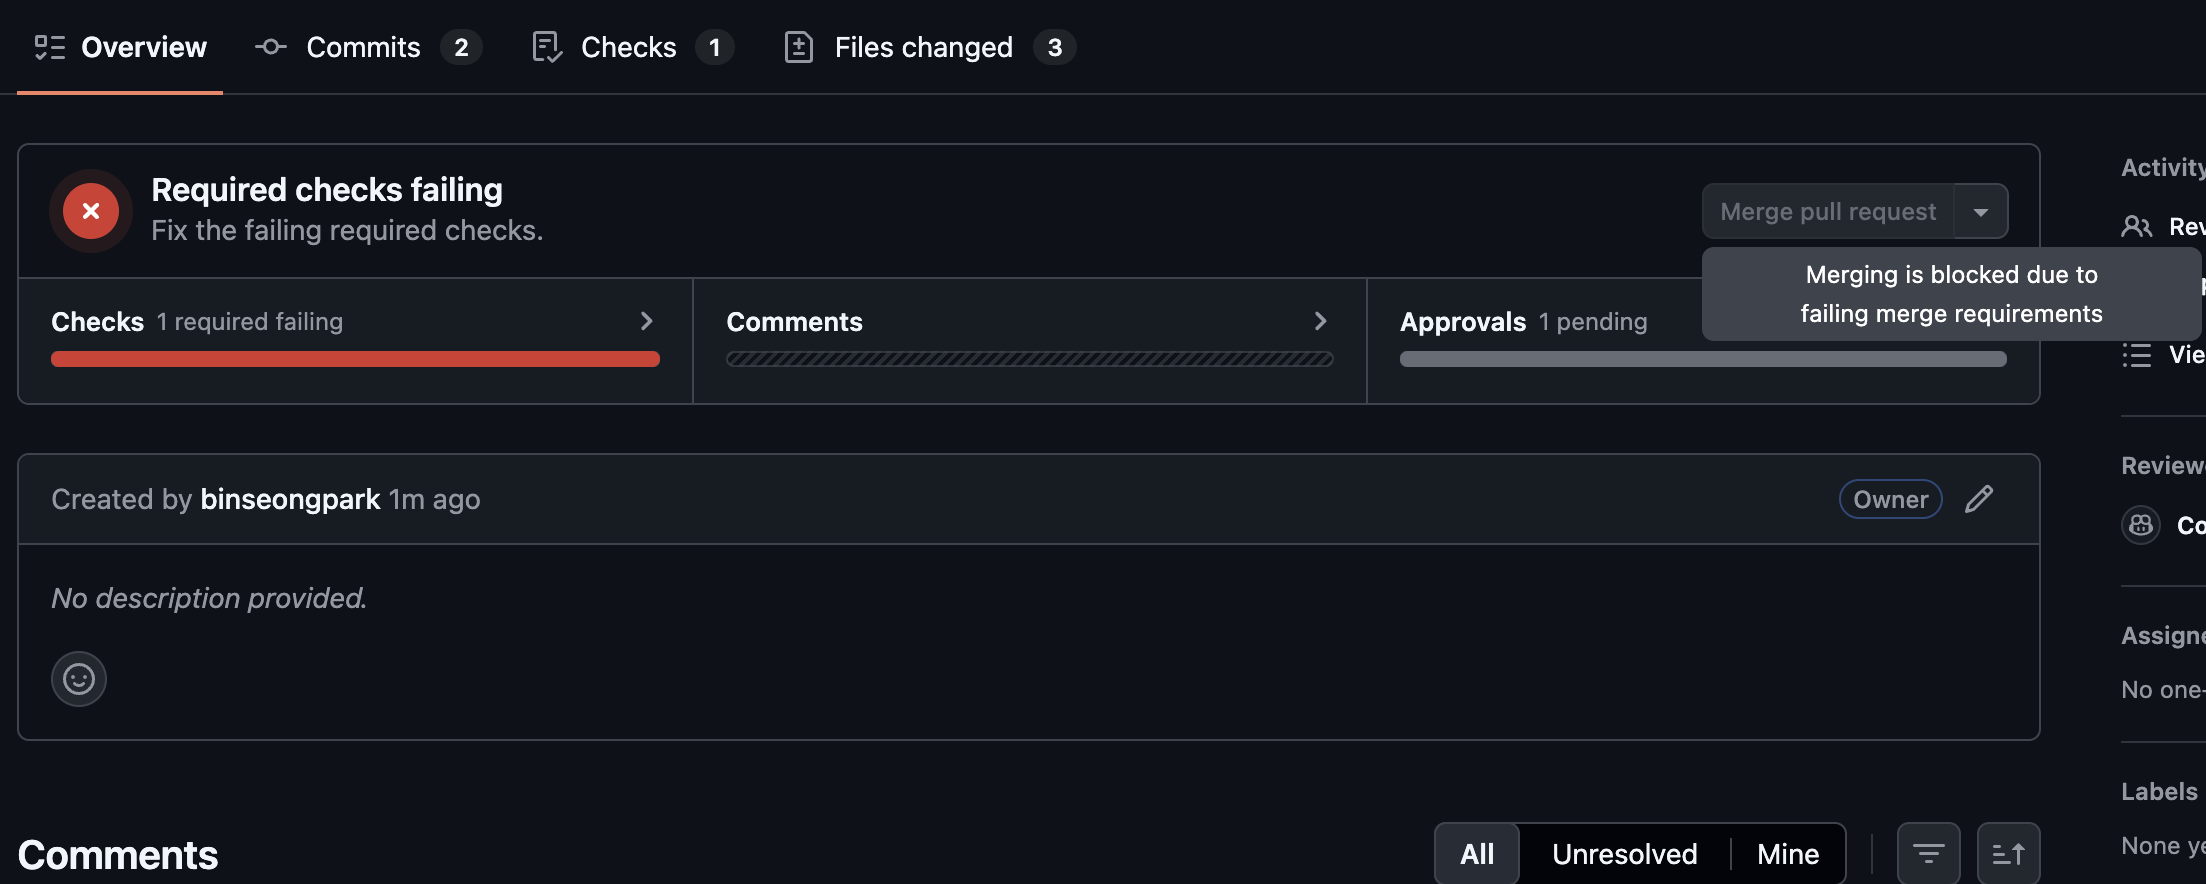 Overview Commits 2 Checks 1 Files changed 3
Required checks failing
Fix the failing required checks.
Merge pull request
Merging is blocked due to
failing merge requirements
Checks 1 required failing
Comments
Approvals 1 pending
Created by binseongpark 1m ago
Owner
No description provided.
Comments
All Unresolved Mine
Activity
Rev
Vie
Review
Co
Assigne
No one-
Labels
None ye